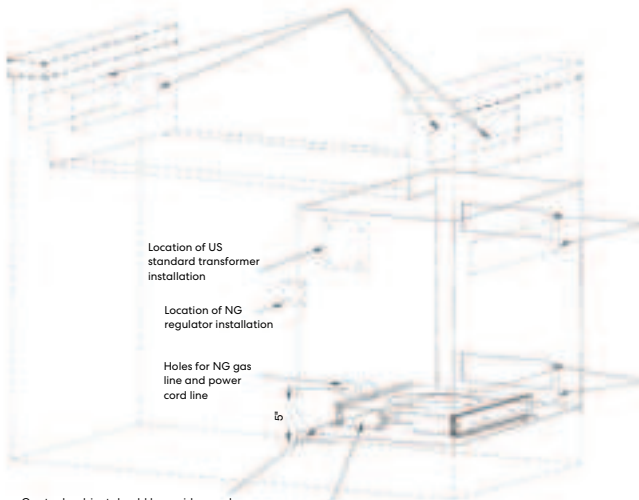 Location of US
standard transformer
installation
Location of NG
regulator installation
Holes for NG gas
line and power
cord line
5"